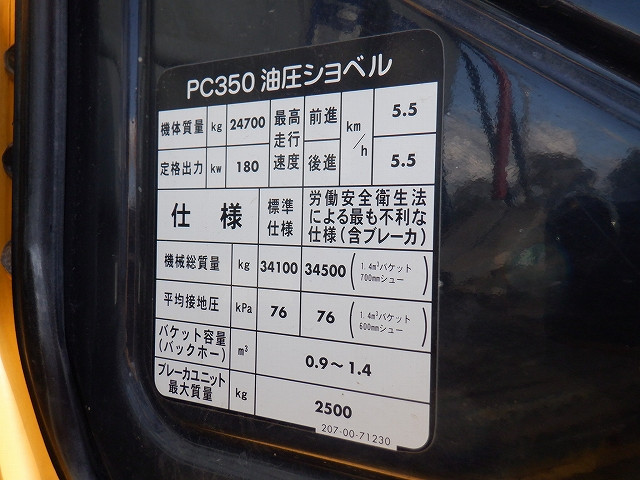 PC350 油圧ショベル
機体質量 kg 24700 最高走行速度 前進 km/h 5.5
定格出力 kw 180 後進 5.5
仕様 標準仕様 労働安全衛生法による最も不利な仕様(含ブレーカ)
機械総質量 kg 34100 34500 (1.4m³バケット 700mmシュー)
平均接地圧 kPa 76 76 (1.4m³バケット 600mmシュー)
バケット容量(バックホー) m³ 0.9～1.4
ブレーカユニット最大質量 kg 2500
207-00-71230